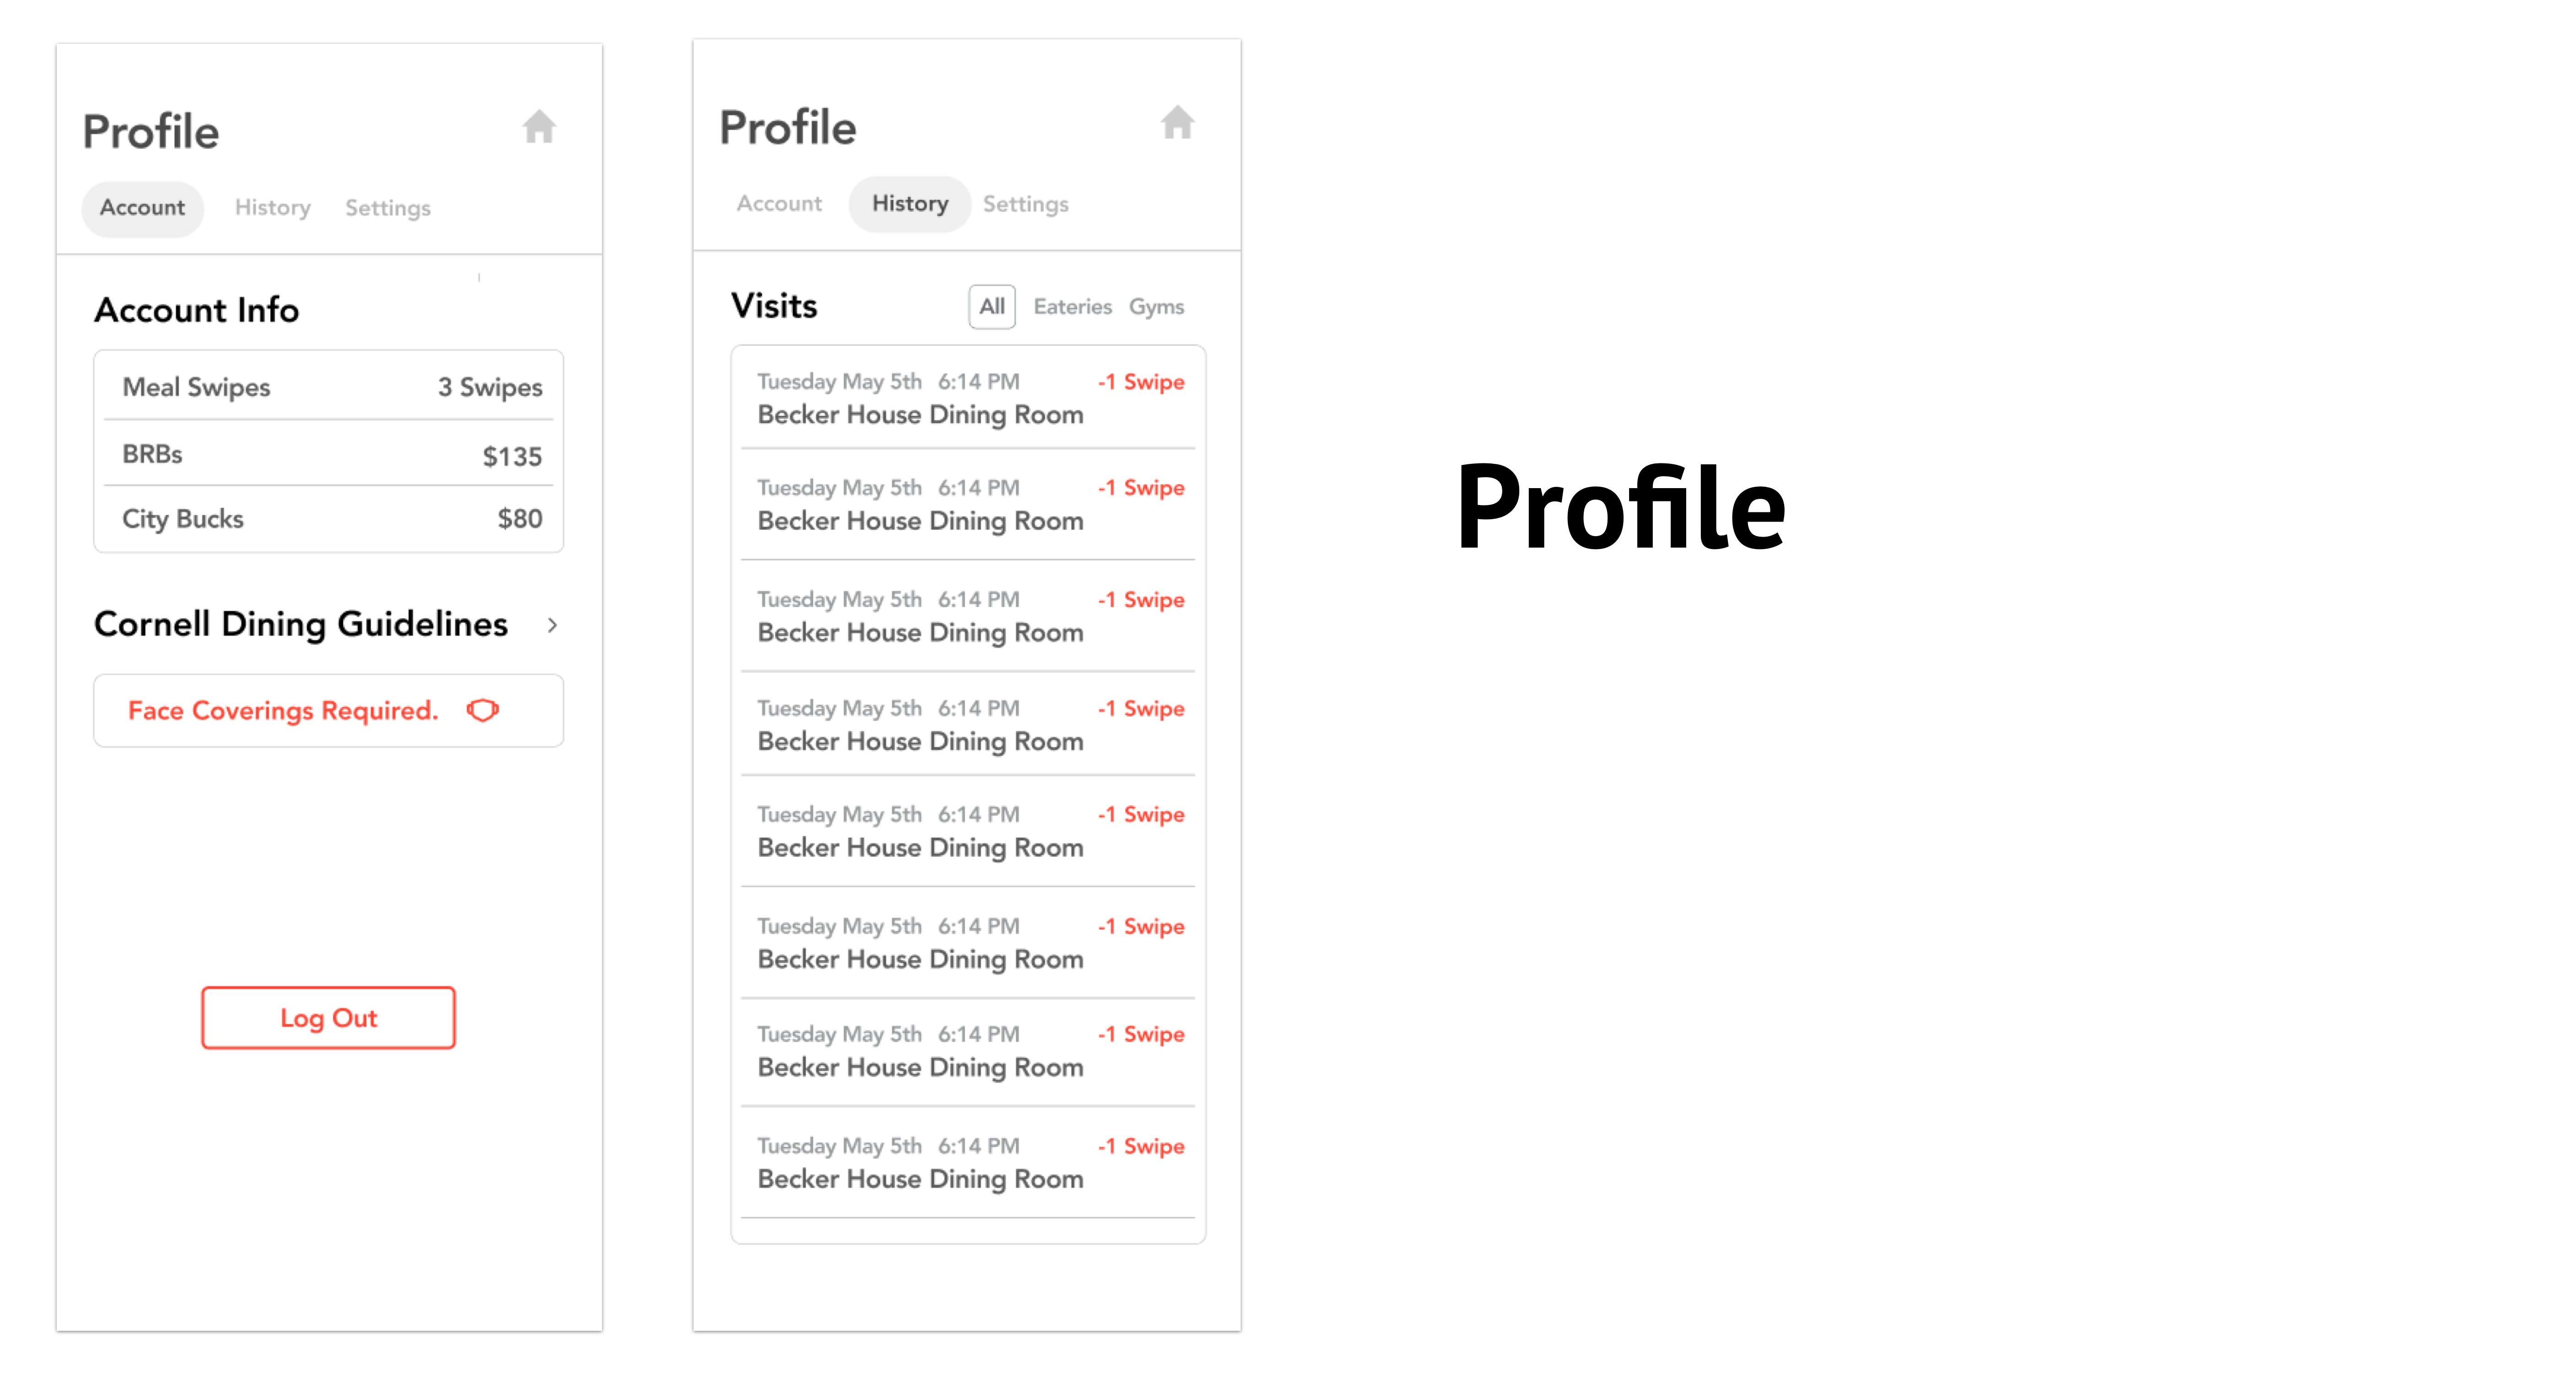 Profile
Account History Settings
Account Info
Meal Swipes 3 Swipes
BRBs $135
City Bucks $80
Cornell Dining Guidelines >
Face Coverings Required.
Log Out
Profile
Account History Settings
Visits All Eateries Gyms
Tuesday May 5th 6:14 PM -1 Swipe
Becker House Dining Room
Tuesday May 5th 6:14 PM -1 Swipe
Becker House Dining Room
Tuesday May 5th 6:14 PM -1 Swipe
Becker House Dining Room
Tuesday May 5th 6:14 PM -1 Swipe
Becker House Dining Room
Tuesday May 5th 6:14 PM -1 Swipe
Becker House Dining Room
Tuesday May 5th 6:14 PM -1 Swipe
Becker House Dining Room
Tuesday May 5th 6:14 PM -1 Swipe
Becker House Dining Room
Tuesday May 5th 6:14 PM -1 Swipe
Becker House Dining Room
Profile